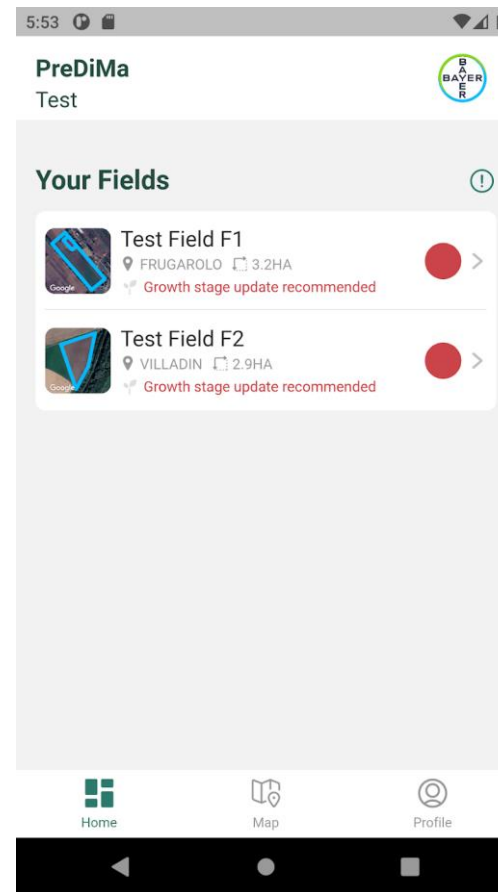 5:53
PreDiMa
Test
BAYER
BAYER
Your Fields
Test Field F1
FRUGAROLO 3.2HA
Growth stage update recommended
Google
Test Field F2
VILLADIN 2.9HA
Growth stage update recommended
Google
Home Map Profile